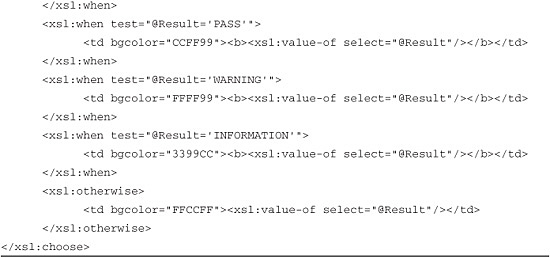 </xsl:when>
<xsl:when test="@Result='PASS'">
<td bgcolor="CCFF99"><b><xsl:value-of select="@Result"/></b></td>
</xsl:when>
<xsl:when test="@Result='WARNING'">
<td bgcolor="FFFF99"><b><xsl:value-of select="@Result"/></b></td>
</xsl:when>
<xsl:when test="@Result='INFORMATION'">
<td bgcolor="3399CC"><b><xsl:value-of select="@Result"/></b></td>
</xsl:when>
<xsl:otherwise>
<td bgcolor="FFCCFF"><xsl:value-of select="@Result"/></td>
</xsl:otherwise>
</xsl:choose>